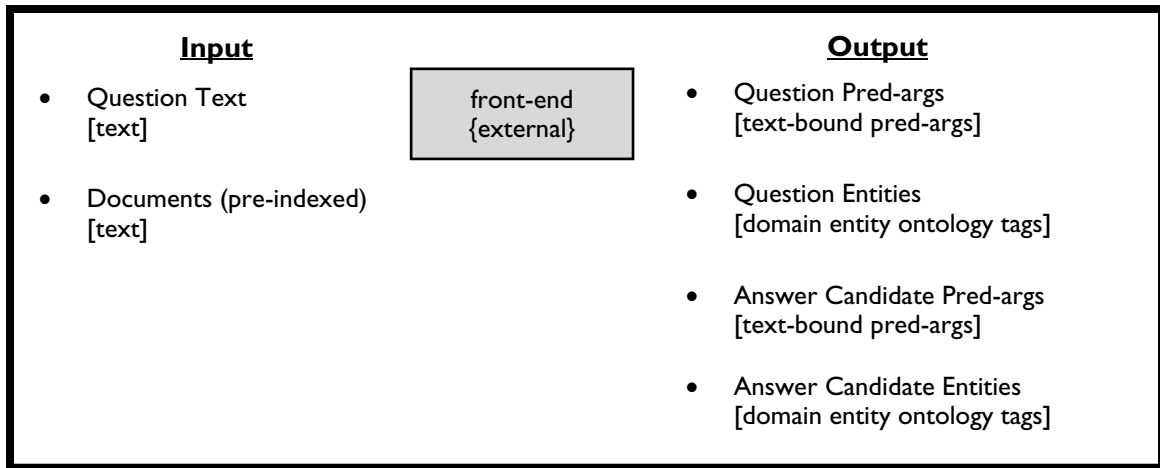 Input
• Question Text
[text]
• Documents (pre-indexed)
[text]
front-end
{external}
Output
• Question Pred-args
[text-bound pred-args]
• Question Entities
[domain entity ontology tags]
• Answer Candidate Pred-args
[text-bound pred-args]
• Answer Candidate Entities
[domain entity ontology tags]